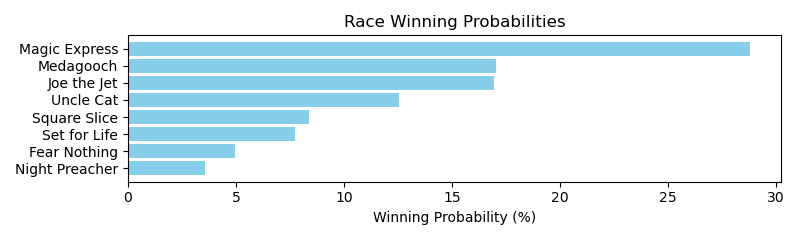 Race Winning Probabilities
Magic Express
Medagooch
Joe the Jet
Uncle Cat
Square Slice
Set for Life
Fear Nothing
Night Preacher
0 5 10 15 20 25 30
Winning Probability (%)